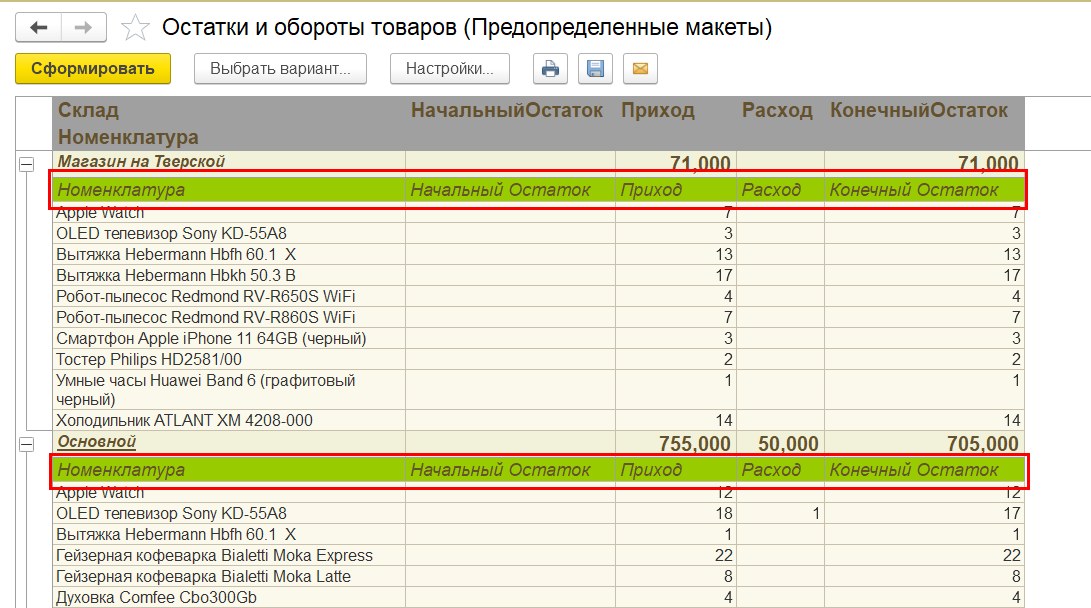 Остатки и обороты товаров (Предопределенные макеты)
Сформировать Выбрать вариант... Настройки...
Склад НачальныйОстаток Приход Расход КонечныйОстаток
Номенклатура
Магазин на Тверской 71,000 71,000
Номенклатура Начальный Остаток Приход Расход Конечный Остаток
Apple Watch 7 7
OLED телевизор Sony KD-55A8 3 3
Вытяжка Hebermann Hbfh 60.1 X 13 13
Вытяжка Hebermann Hbkh 50.3 B 17 17
Робот-пылесос Redmond RV-R650S WiFi 4 4
Робот-пылесос Redmond RV-R860S WiFi 7 7
Смартфон Apple iPhone 11 64GB (черный) 3 3
Тостер Philips HD2581/00 2 2
Умные часы Huawei Band 6 (графитовый 1 1
черный)
Холодильник ATLANT ХМ 4208-000 14 14
Основной 755,000 50,000 705,000
Номенклатура Начальный Остаток Приход Расход Конечный Остаток
Apple Watch 12 12
OLED телевизор Sony KD-55A8 18 1 17
Вытяжка Hebermann Hbfh 60.1 X 1 1
Гейзерная кофеварка Bialetti Moka Express 22 22
Гейзерная кофеварка Bialetti Moka Latte 8 8
Духовка Comfee Cbo300Gb 4 4